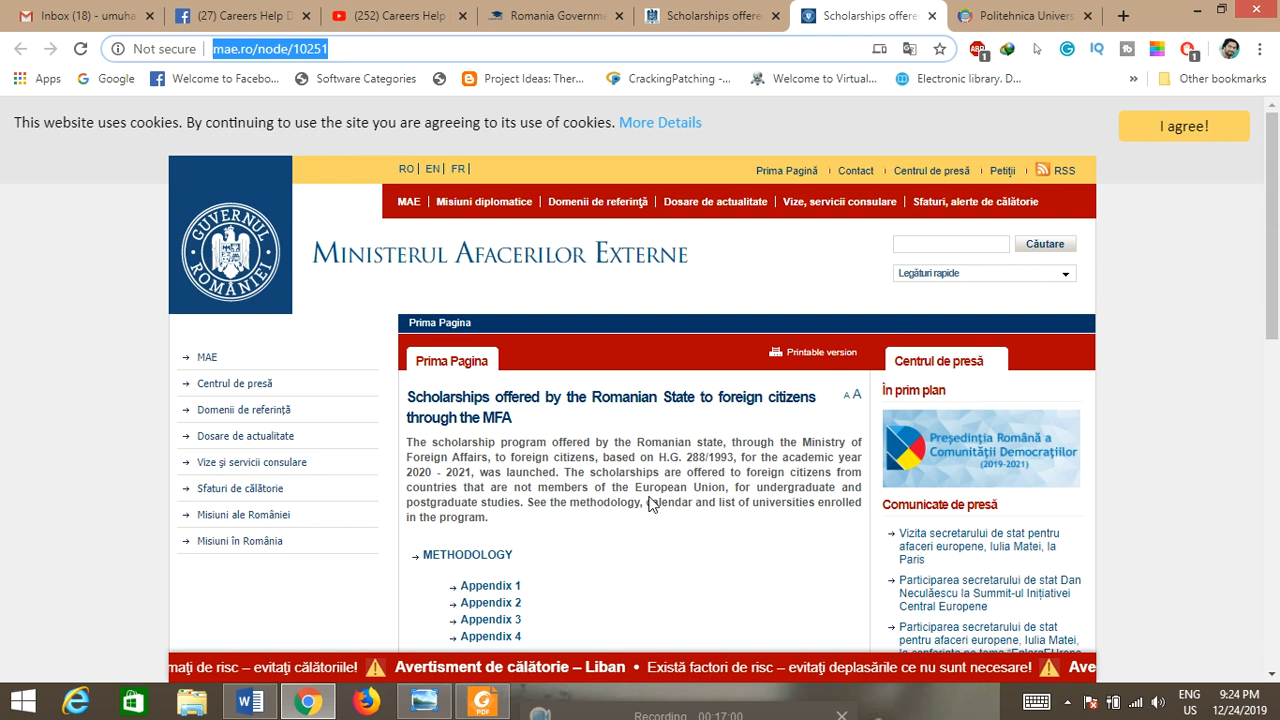 Inbox (18) - umuha
(27) Careers Help D
(252) Careers Help
Romania Governme
Scholarships offere
Scholarships offere
Politehnica Univers
Not secure
mae.ro/node/10251
Apps
Google
Welcome to Faceboo...
Software Categories
Project Ideas: Ther...
CrackingPatching -...
Welcome to Virtual...
Electronic library. D...
Other bookmarks
This website uses cookies. By continuing to use the site you are agreeing to its use of cookies. More Details
I agree!
RO | EN | FR |
Prima Pagină
Contact
Centrul de presă
Petiții
RSS
MAE | Misiuni diplomatice | Domenii de referință | Dosare de actualitate | Vize, servicii consulare | Sfaturi, alerte de călătorie
GUVERNUL ROMÂNIEI
Ministerul Afacerilor Externe
Căutare
Legături rapide
MAE
Centrul de presă
Domenii de referință
Dosare de actualitate
Vize și servicii consulare
Sfaturi de călătorie
Misiuni ale României
Misiuni în România
Prima Pagina
Prima Pagina
Printable version
Scholarships offered by the Romanian State to foreign citizens
through the MFA
A A
The scholarship program offered by the Romanian state, through the Ministry of
Foreign Affairs, to foreign citizens, based on H.G. 288/1993, for the academic year
2020 - 2021, was launched. The scholarships are offered to foreign citizens from
countries that are not members of the European Union, for undergraduate and
postgraduate studies. See the methodology, calendar and list of universities enrolled
in the program.
METHODOLOGY
Appendix 1
Appendix 2
Appendix 3
Appendix 4
Centrul de presă
În prim plan
Președinția Română a
Comunității Democrațiilor
(2019-2021)
Comunicate de presă
Vizita secretarului de stat pentru
afaceri europene, Iulia Matei, la
Paris
Participarea secretarului de stat Dan
Neculăescu la Summit-ul Inițiativei
Central Europene
Participarea secretarului de stat
pentru afaceri europene, Iulia Matei,
mați de risc – evitați călătoriile! Avertisment de călătorie – Liban • Există factori de risc – evitați deplasările ce nu sunt necesare! Ave
Recording 00:17:00
ENG
US
9:24 PM
12/24/2019